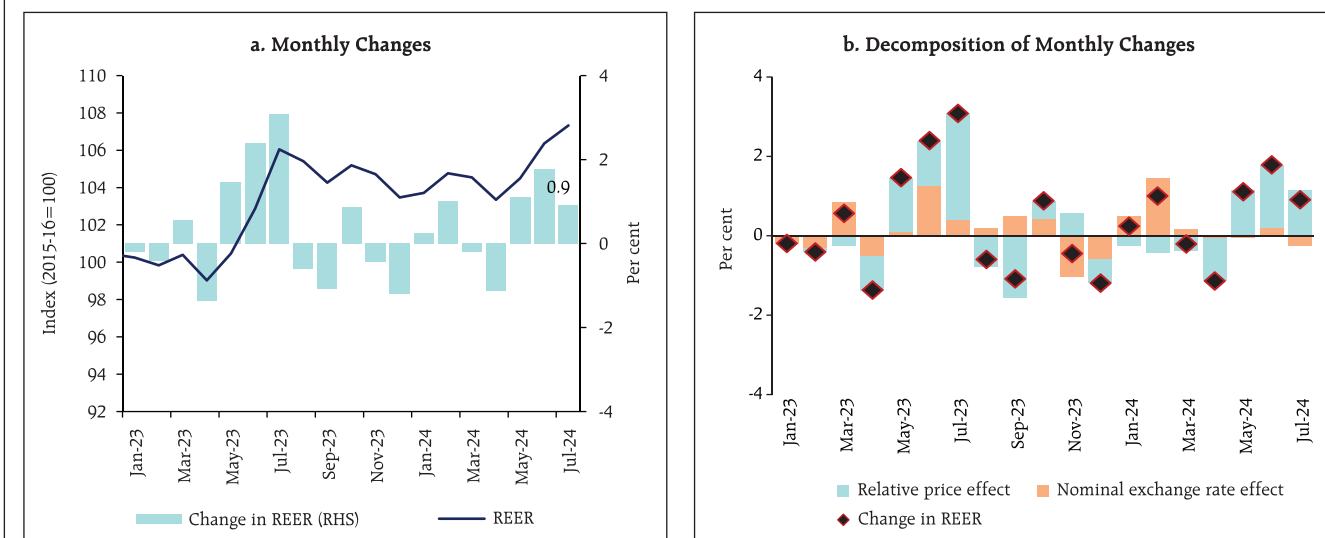 a. Monthly Changes
Index (2015-16=100)
110
108
106
104
102
100
98
96
94
92
4
2
0
-2
-4
Per cent
0.9
Jan-23
Mar-23
May-23
Jul-23
Sep-23
Nov-23
Jan-24
Mar-24
May-24
Jul-24
Change in REER (RHS)
REER
b. Decomposition of Monthly Changes
Per cent
4
2
0
-2
-4
Jan-23
Mar-23
May-23
Jul-23
Sep-23
Nov-23
Jan-24
Mar-24
May-24
Jul-24
Relative price effect
Nominal exchange rate effect
Change in REER